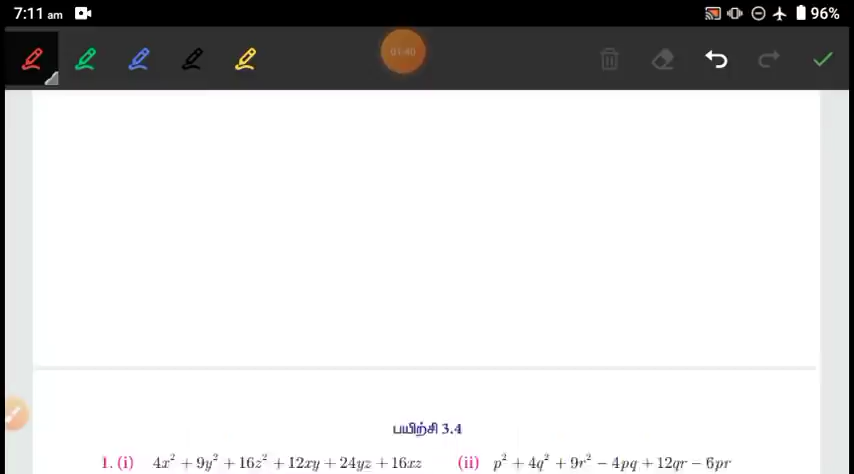 7:11 am 96%
01:40
பயிற்சி 3.4
1. (i) 4x² + 9y² + 16z² + 12xy + 24yz + 16xz (ii) p² + 4q² + 9r² − 4pq + 12qr − 6pr